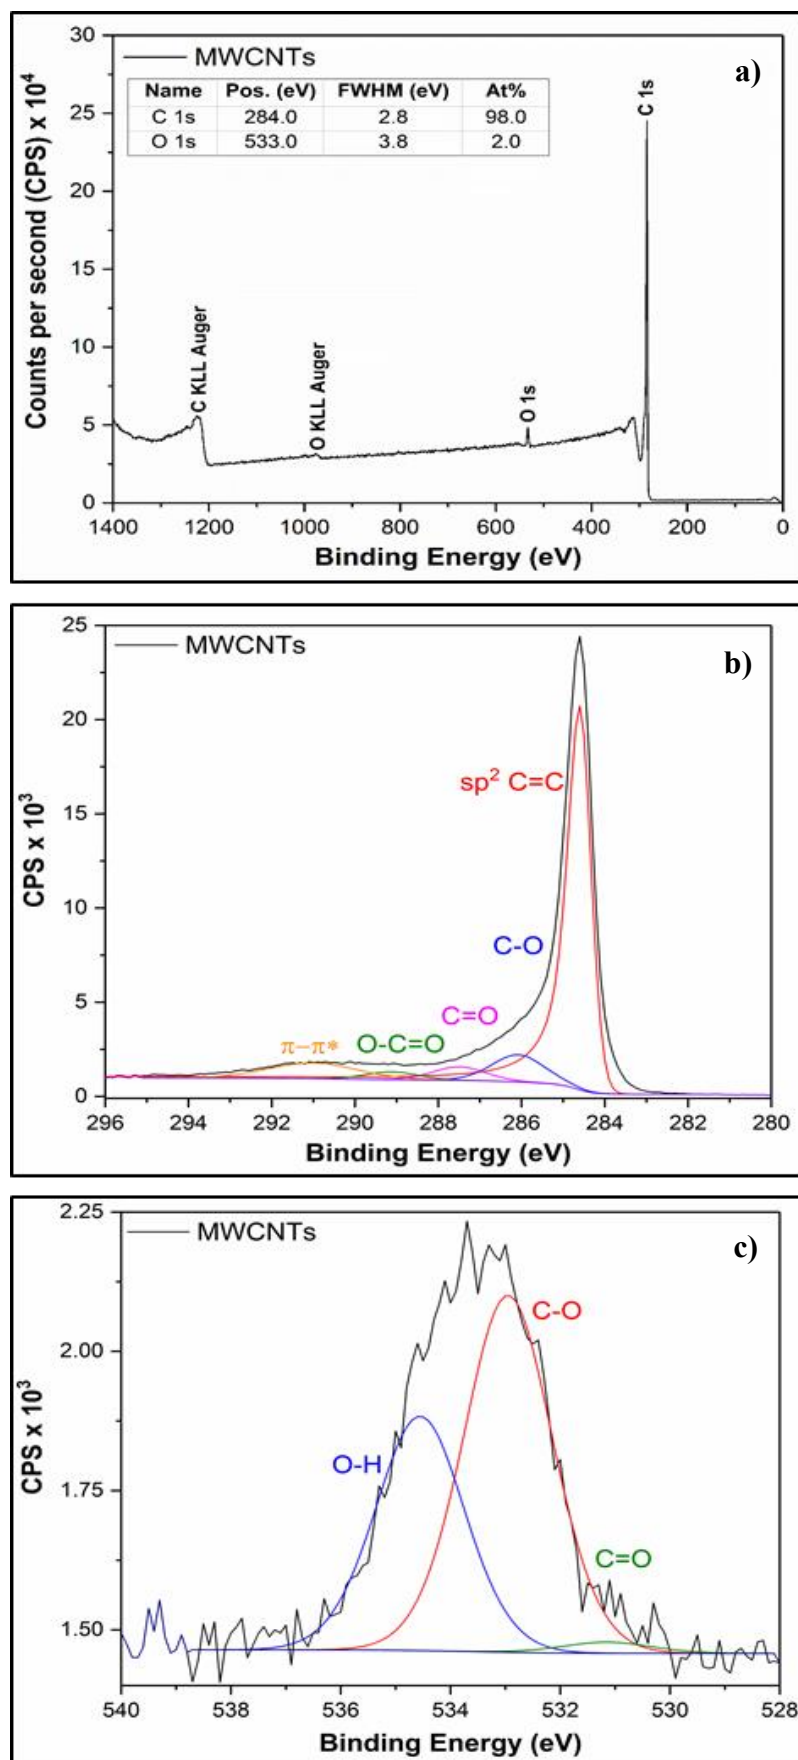 MWCNTs
a)
Name Pos. (eV) FWHM (eV) At%
C 1s 284.0 2.8 98.0
O 1s 533.0 3.8 2.0
C KLL Auger
O KLL Auger
O 1s
C 1s
Counts per second (CPS) x 10⁴
30
25
20
15
10
5
0
1400 1200 1000 800 600 400 200 0
Binding Energy (eV)
MWCNTs
b)
sp² C=C
C-O
C=O
O-C=O
π–π*
CPS x 10³
25
20
15
10
5
0
296 294 292 290 288 286 284 282 280
Binding Energy (eV)
MWCNTs
c)
C-O
O-H
C=O
CPS x 10³
2.25
2.00
1.75
1.50
540 538 536 534 532 530 528
Binding Energy (eV)